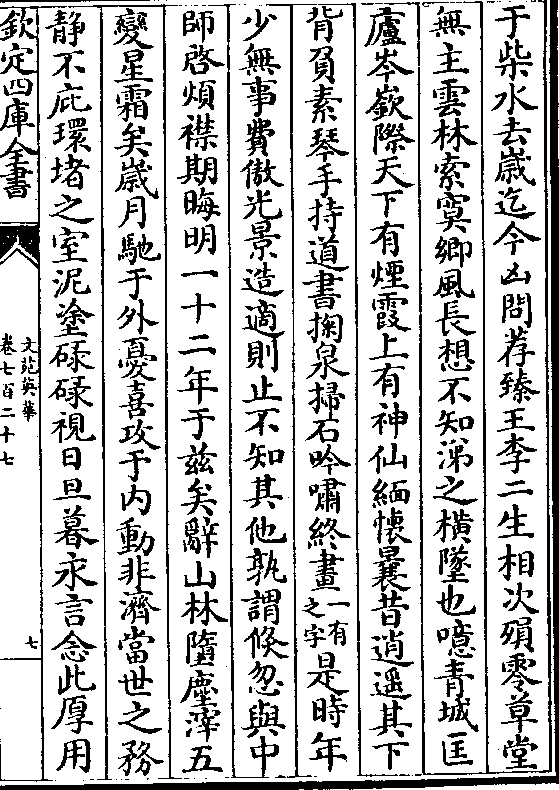 于柴水去歳迄今凶問荐臻王李二生相次殞零草堂
無主雲林索寞鄉風長想不知涕之橫墜也噫青城匡
廬岑嶔際天下有煙霞上有神仙緬懷曩昔逍遥其下
背負素琴手持道書掬泉掃石吟嘯終晝一有之字是時年
少無事費傲光景造適則止不知其他孰謂倏忽與中
師啓煩襟期晦明一十二年于兹矣辭山林墮塵滓五
變星霜矣歳月馳于外憂喜攻于内動非濟當世之務
静不庇環堵之室泥塗碌碌視日旦暮永言念此厚用
欽定四庫全書
文苑英華
卷七百二十七
七